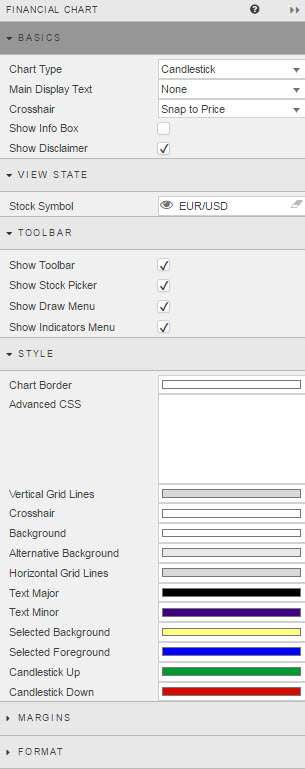 FINANCIAL CHART
BASICS
Chart Type Candlestick
Main Display Text None
Crosshair Snap to Price
Show Info Box
Show Disclaimer
VIEW STATE
Stock Symbol EUR/USD
TOOLBAR
Show Toolbar
Show Stock Picker
Show Draw Menu
Show Indicators Menu
STYLE
Chart Border
Advanced CSS
Vertical Grid Lines
Crosshair
Background
Alternative Background
Horizontal Grid Lines
Text Major
Text Minor
Selected Background
Selected Foreground
Candlestick Up
Candlestick Down
MARGINS
FORMAT